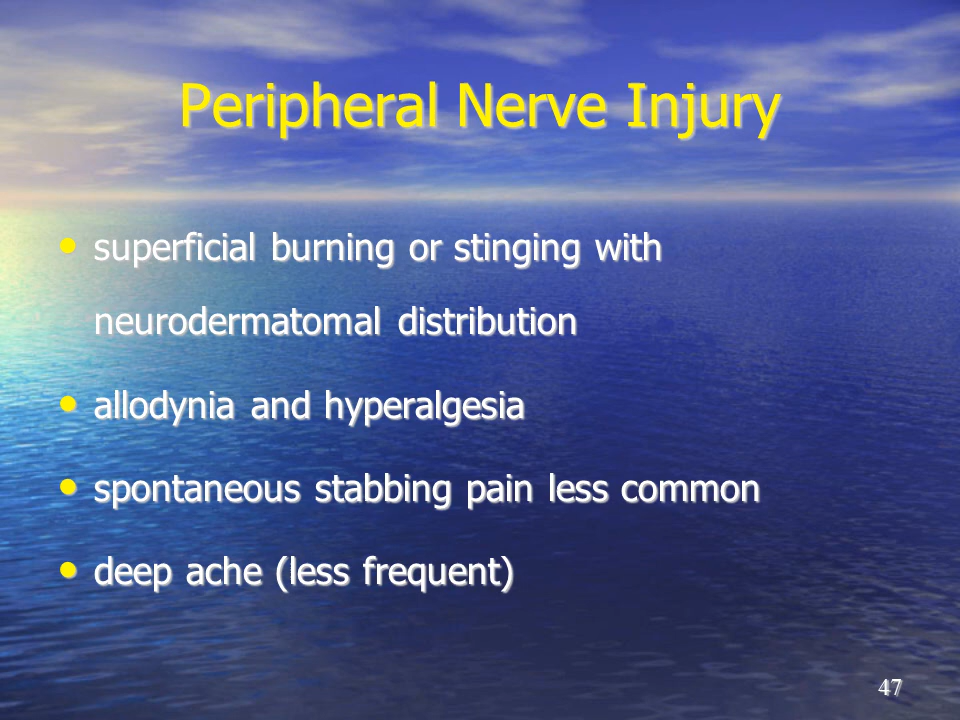 Peripheral Nerve Injury
• superficial burning or stinging with
neurodermatomal distribution
• allodynia and hyperalgesia
• spontaneous stabbing pain less common
• deep ache (less frequent)
47